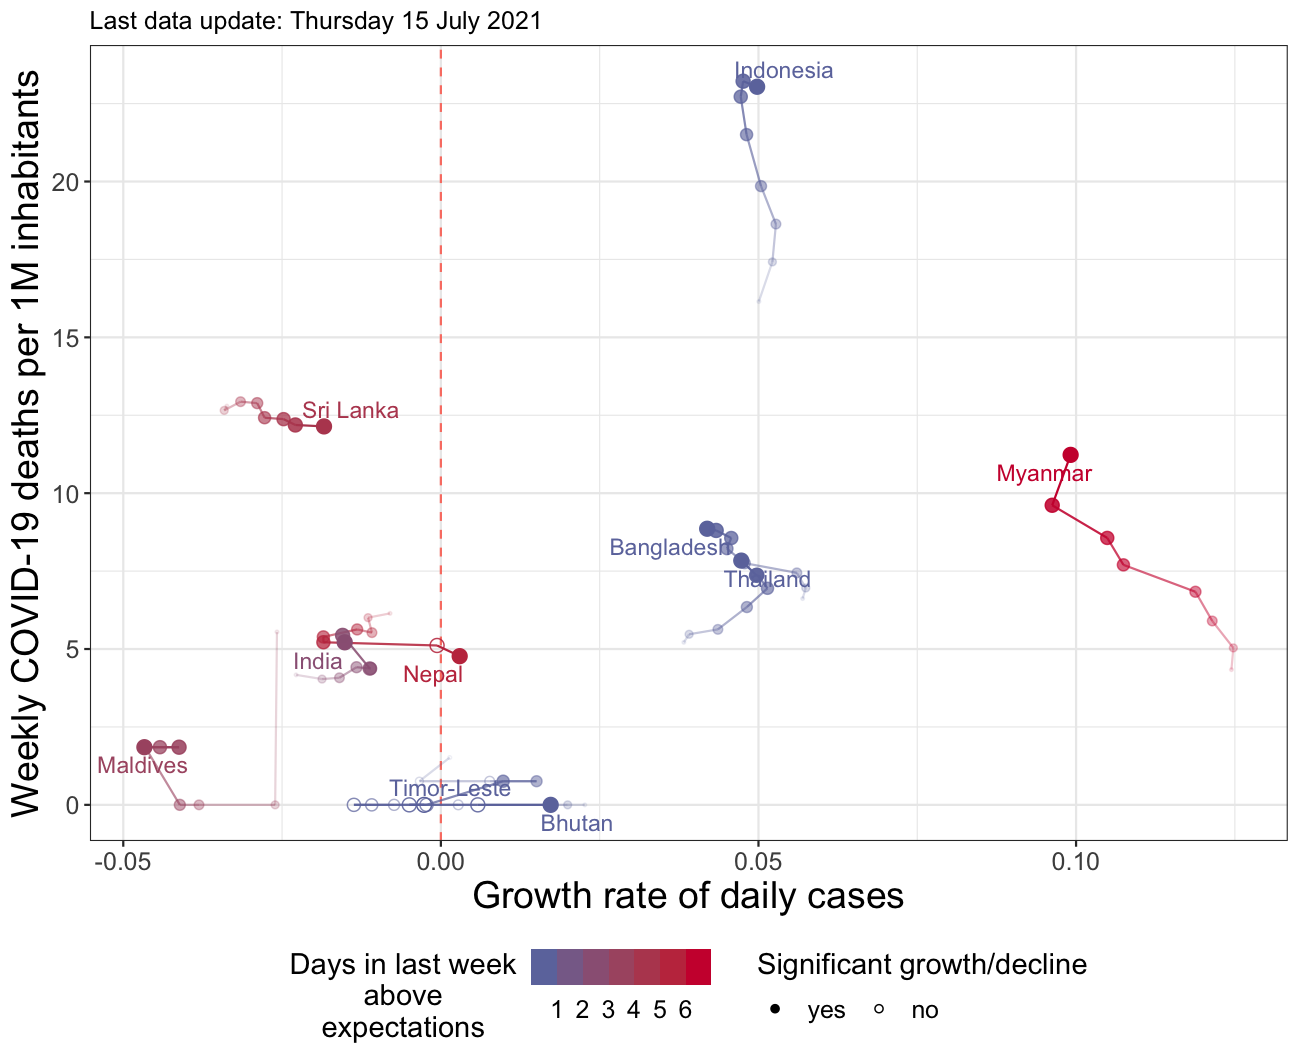 Last data update: Thursday 15 July 2021
Weekly COVID-19 deaths per 1M inhabitants
20
15
10
5
0
Indonesia
Sri Lanka
Myanmar
Bangladesh
Thailand
India
Nepal
Maldives
Timor-Leste
Bhutan
-0.05 0.00 0.05 0.10
Growth rate of daily cases
Days in last week
above
expectations
1 2 3 4 5 6
Significant growth/decline
yes no